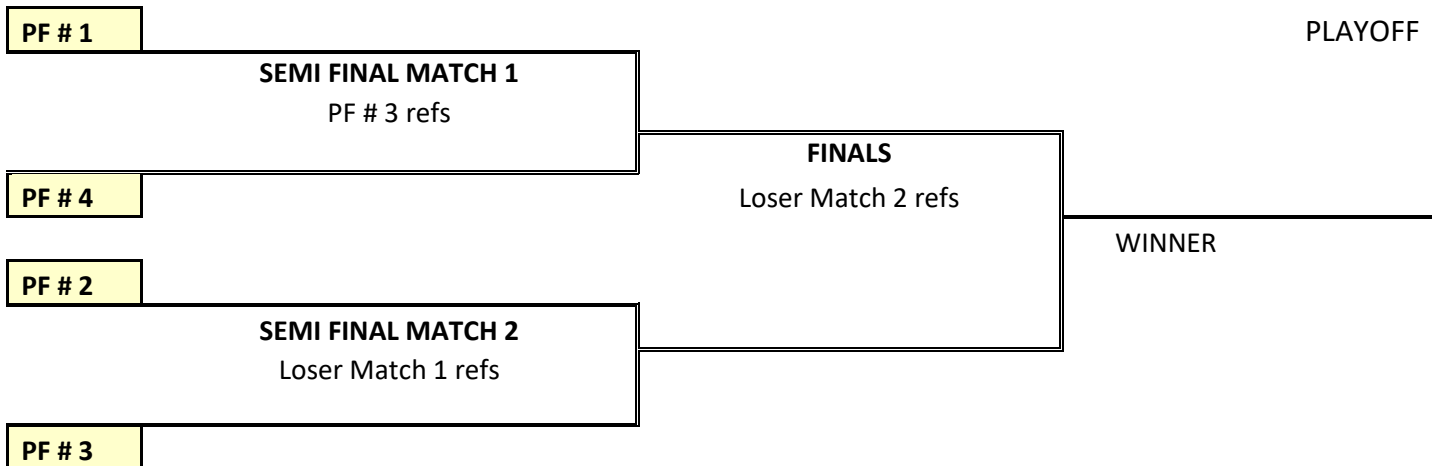 PF # 1
PLAYOFF
SEMI FINAL MATCH 1
PF # 3 refs
FINALS
PF # 4
Loser Match 2 refs
WINNER
PF # 2
SEMI FINAL MATCH 2
Loser Match 1 refs
PF # 3